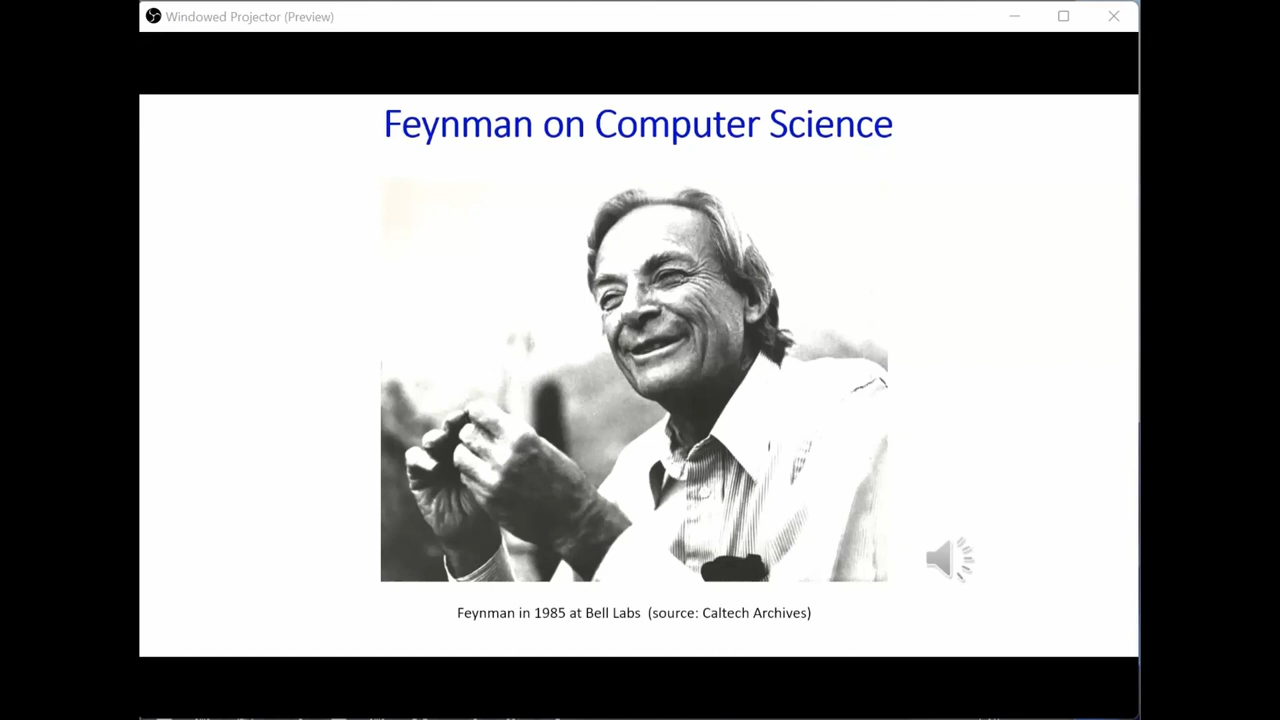 Windowed Projector (Preview)
Feynman on Computer Science
Feynman in 1985 at Bell Labs (source: Caltech Archives)